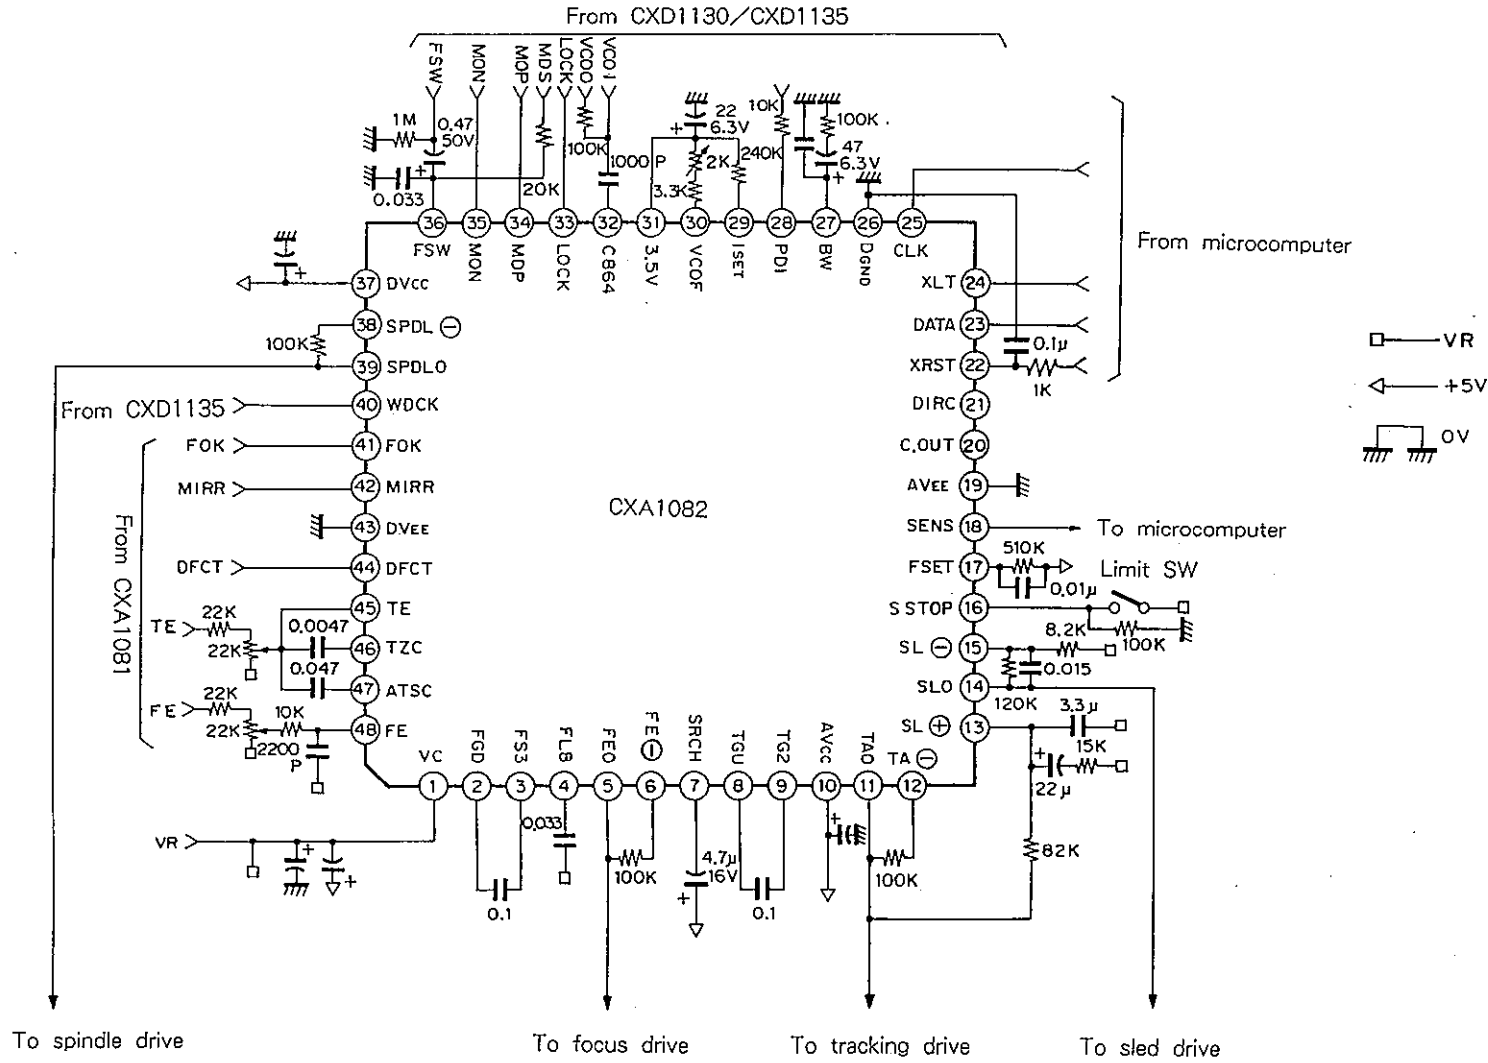 From CXD1130/CXD1135
FSW
MON
MOP
MDS
LOCK
VCOO
VCO1
1M
0.47
50V
0.033
20K
100K
1000
P
22
6.3V
2K
3.3K
240K
10K
100K
47
6.3V
36
35
34
33
32
31
30
29
28
27
26
25
FSW
MON
MOP
LOCK
C864
3.5V
VCOF
ISET
PD1
BW
DGND
CLK
From microcomputer
37 DVCC
38 SPDL ⊖
100K
39 SPDLO
From CXD1135
40 WDCK
FOK
41 FOK
MIRR
42 MIRR
43 DVEE
DFCT
44 DFCT
From CXA1081
TE
22K
22K
45 TE
0.0047
46 TZC
0.047
47 ATSC
FE
22K
22K
10K
2200
P
48 FE
CXA1082
XLT 24
DATA 23
0.1μ
XRST 22
1K
DIRC 21
C.OUT 20
AVEE 19
SENS 18
To microcomputer
FSET 17
510K
0.01μ
Limit SW
S STOP 16
100K
SL ⊖ 15
8.2K
0.015
SLO 14
120K
SL ⊕ 13
3.3μ
15K
22μ
82K
VR
+5V
0V
VC
FGD
FS3
FLB
FEO
FE ⊖
SRCH
TGU
TG2
AVCC
TAO
TA ⊖
1
2
3
4
5
6
7
8
9
10
11
12
VR
0.1
0.033
100K
4.7μ
16V
0.1
100K
To spindle drive
To focus drive
To tracking drive
To sled drive